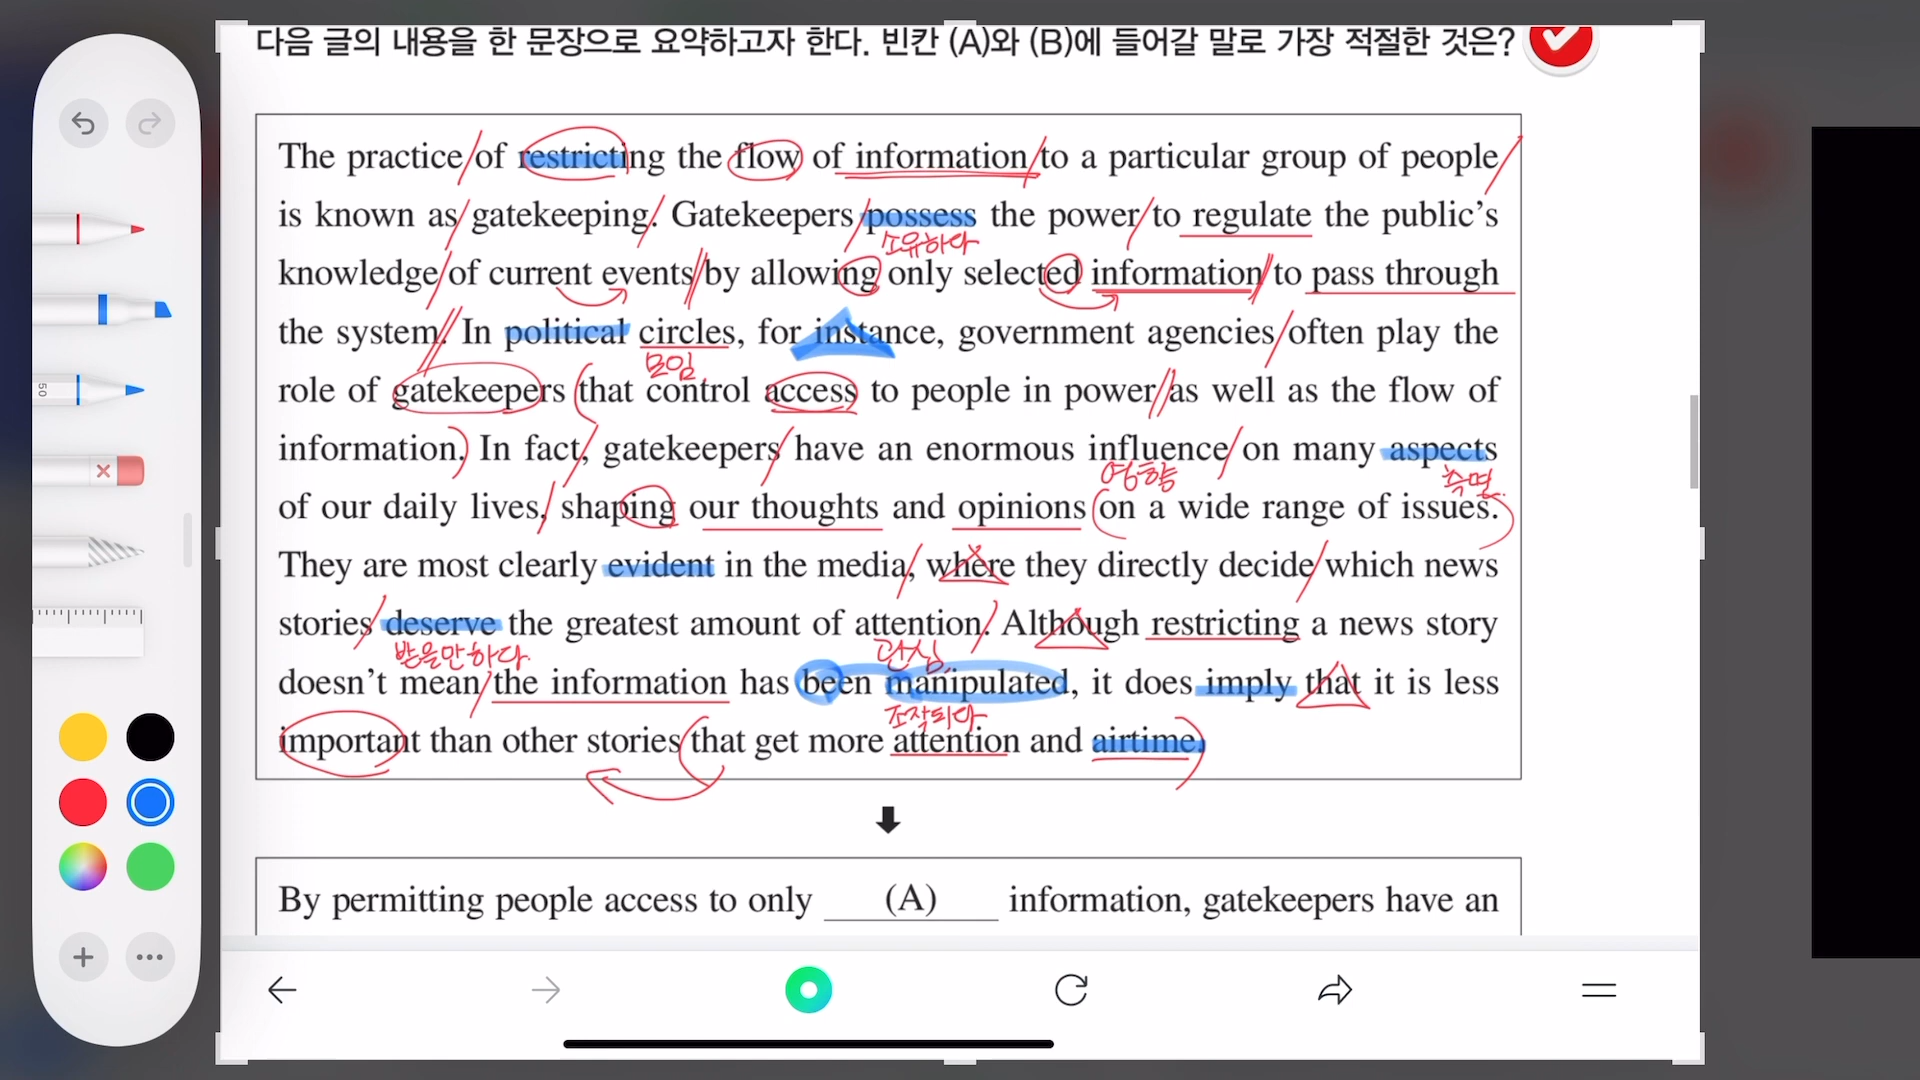 다음 글의 내용을 한 문장으로 요약하고자 한다. 빈칸 (A)와 (B)에 들어갈 말로 가장 적절한 것은?
The practice of restricting the flow of information to a particular group of people
is known as gatekeeping. Gatekeepers possess the power to regulate the public's
소유하다
knowledge of current events by allowing only selected information to pass through
the system. In political circles, for instance, government agencies often play the
모임
role of gatekeepers that control access to people in power as well as the flow of
information. In fact, gatekeepers have an enormous influence on many aspects
영향 측면
of our daily lives, shaping our thoughts and opinions on a wide range of issues.
They are most clearly evident in the media, where they directly decide which news
stories deserve the greatest amount of attention. Although restricting a news story
받을만하다 관심
doesn't mean the information has been manipulated, it does imply that it is less
조작되다
important than other stories that get more attention and airtime.
By permitting people access to only (A) information, gatekeepers have an
50